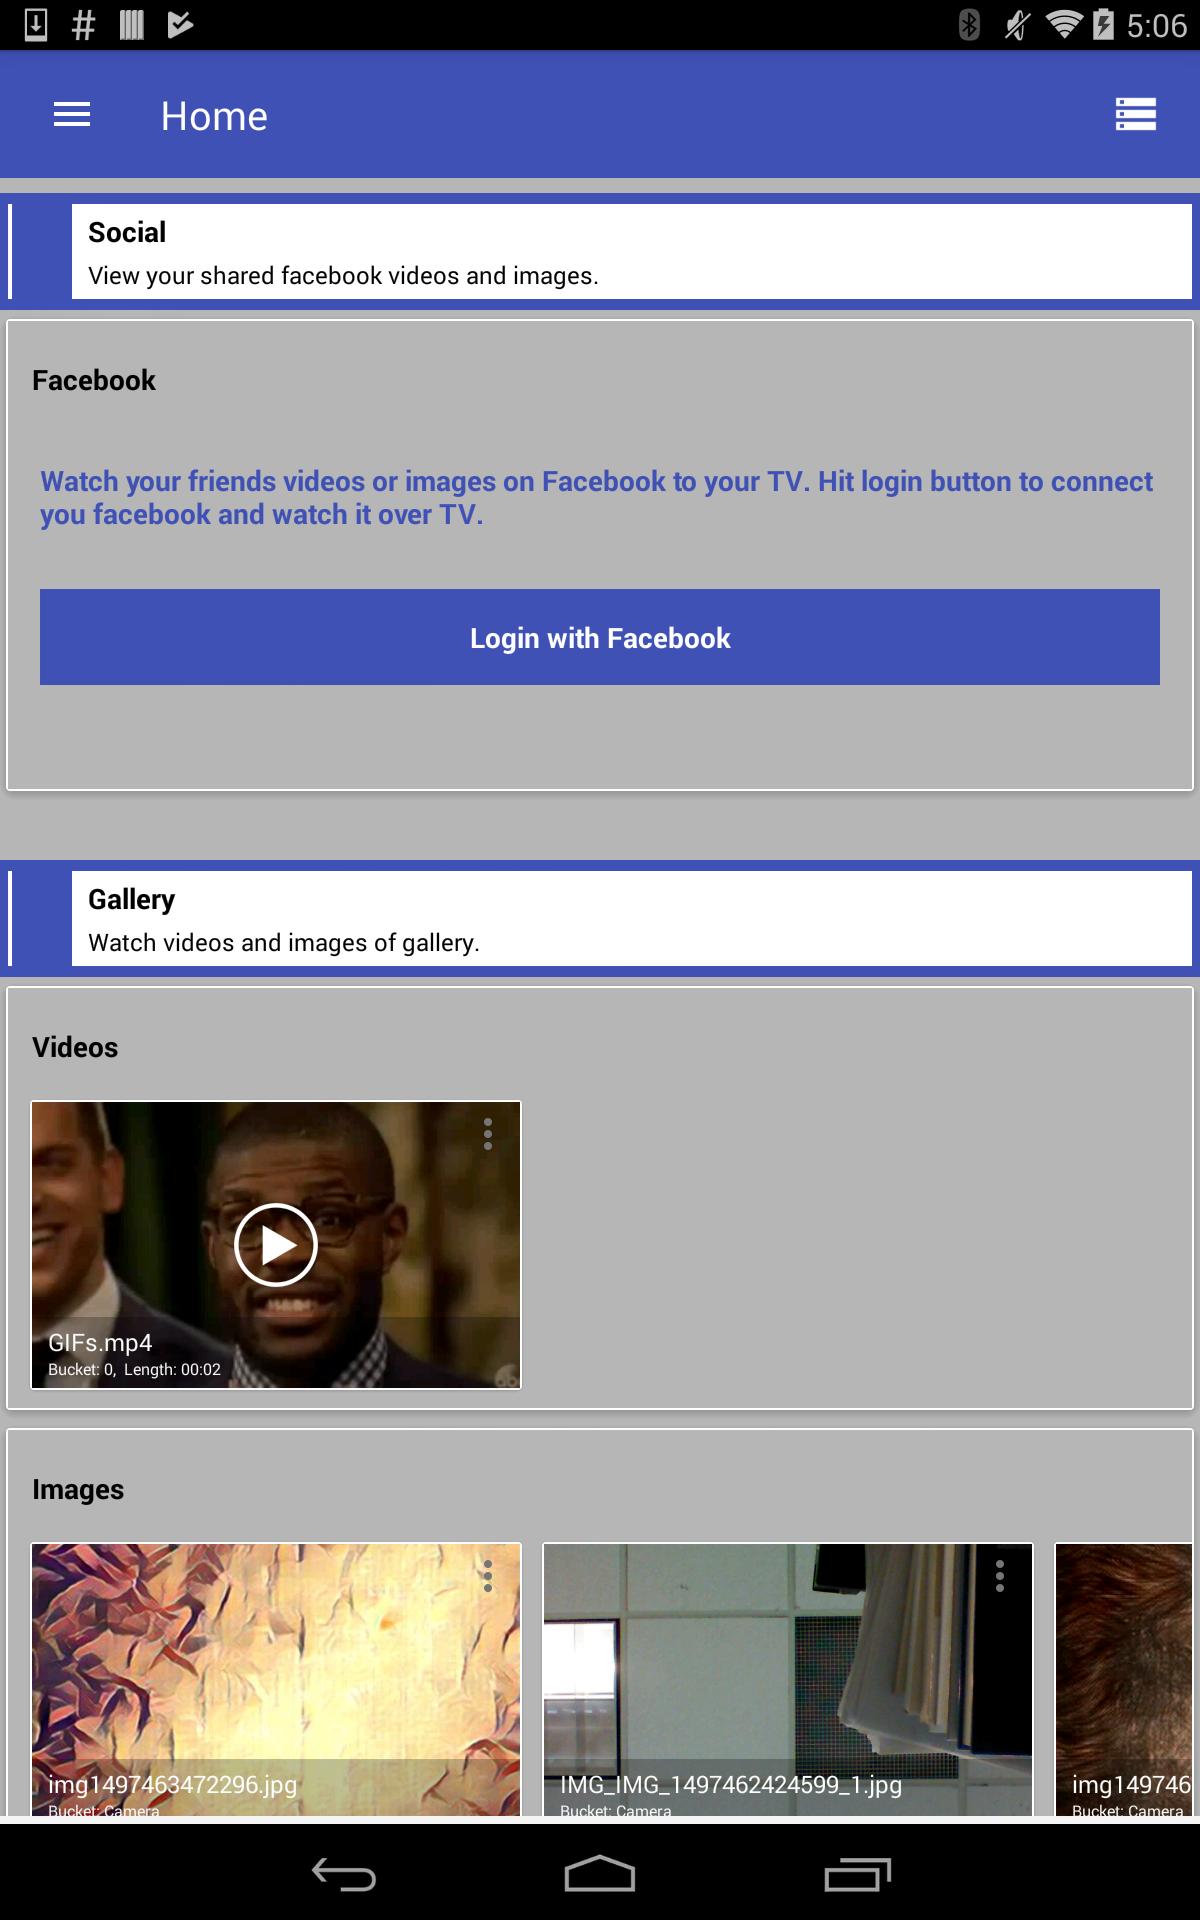 5:06
Home
Social
View your shared facebook videos and images.
Facebook
Watch your friends videos or images on Facebook to your TV. Hit login button to connect
you facebook and watch it over TV.
Login with Facebook
Gallery
Watch videos and images of gallery.
Videos
GIFs.mp4
Bucket: 0, Length: 00:02
Images
img1497463472296.jpg
Bucket: Camera
IMG_IMG_1497462424599_1.jpg
Bucket: Camera
img149746
Bucket: Camera